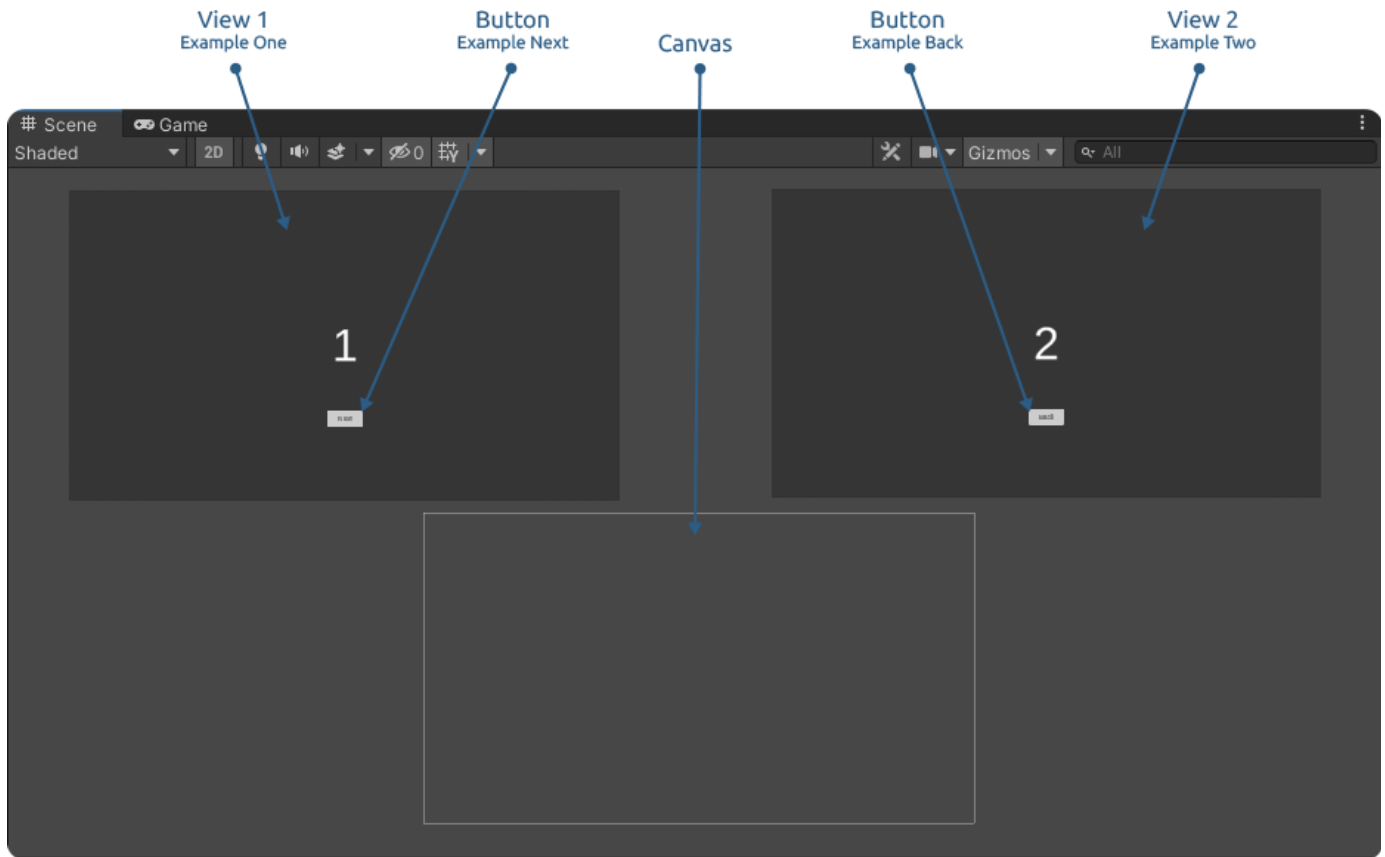 View 1
Example One
Button
Example Next
Canvas
Button
Example Back
View 2
Example Two
Scene
Game
Shaded
2D
0
Gizmos
All
1
2